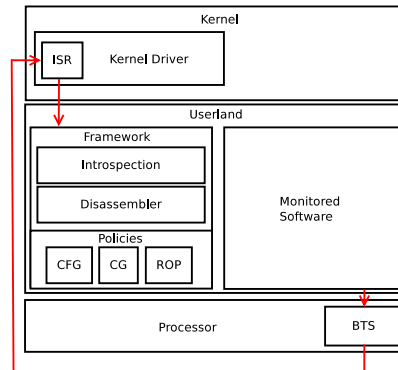 Kernel
ISR
Kernel Driver
Userland
Framework
Introspection
Disassembler
Policies
CFG
CG
ROP
Monitored
Software
Processor
BTS